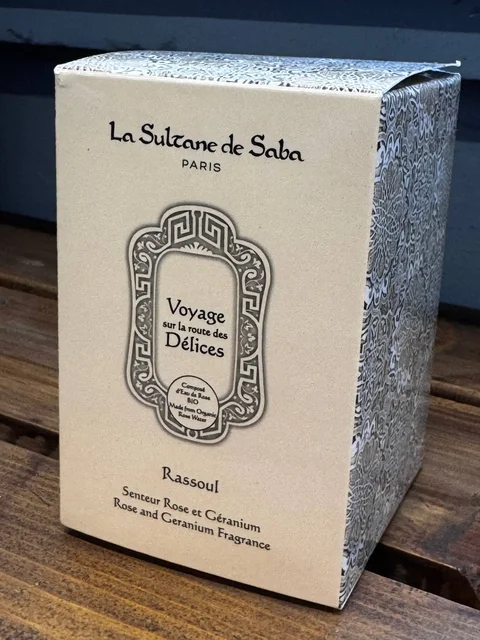 La Sultane de Saba
PARIS
Voyage
sur la route des
Délices
Composé
d'Eau de Rose
BIO
Made from Organic
Rose Water
Rassoul
Senteur Rose et Géranium
Rose and Geranium Fragrance